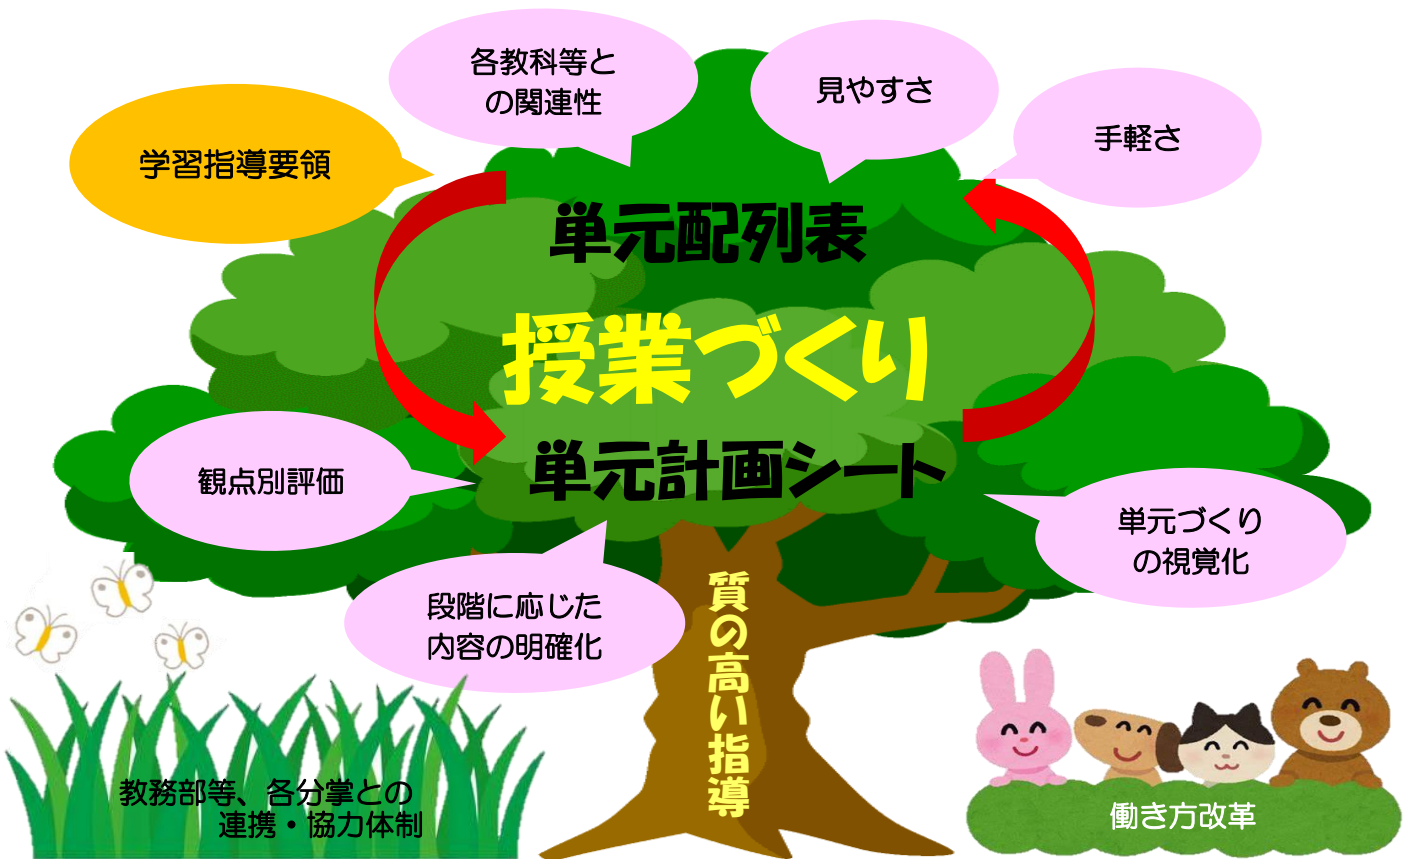 各教科等と
の関連性
見やすさ
手軽さ
学習指導要領
単元配列表
授業づくり
単元計画シート
観点別評価
単元づくり
の視覚化
段階に応じた
内容の明確化
質の高い指導
教務部等、各分掌との
連携・協力体制
働き方改革